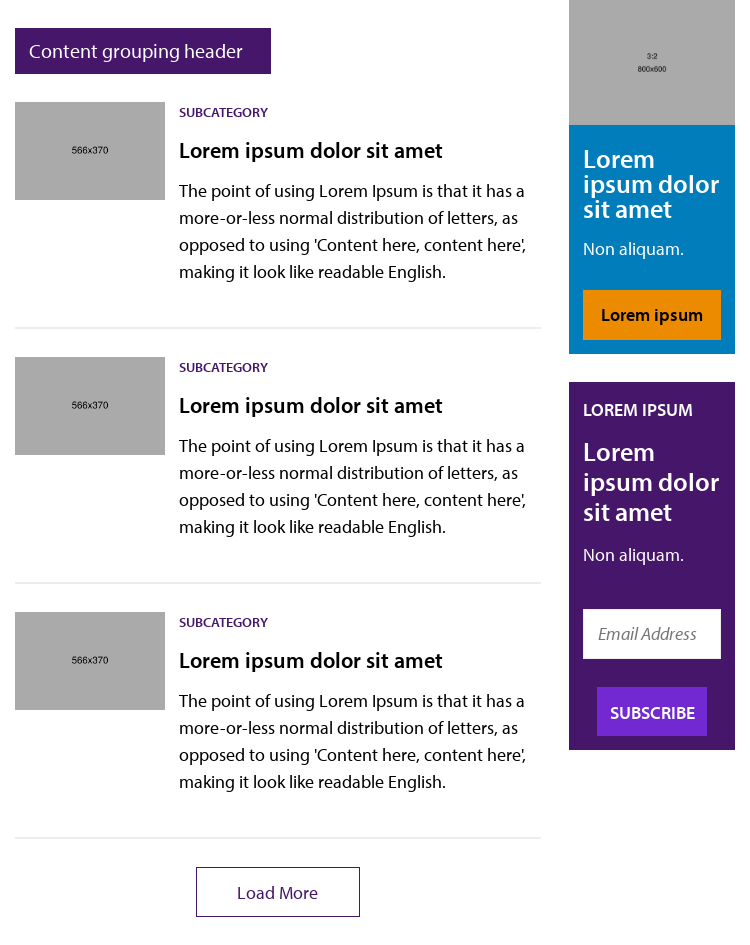 Content grouping header
566x370
SUBCATEGORY
Lorem ipsum dolor sit amet
The point of using Lorem Ipsum is that it has a
more-or-less normal distribution of letters, as
opposed to using 'Content here, content here',
making it look like readable English.
566x370
SUBCATEGORY
Lorem ipsum dolor sit amet
The point of using Lorem Ipsum is that it has a
more-or-less normal distribution of letters, as
opposed to using 'Content here, content here',
making it look like readable English.
566x370
SUBCATEGORY
Lorem ipsum dolor sit amet
The point of using Lorem Ipsum is that it has a
more-or-less normal distribution of letters, as
opposed to using 'Content here, content here',
making it look like readable English.
Load More
3:2
800x600
Lorem
ipsum dolor
sit amet
Non aliquam.
Lorem ipsum
LOREM IPSUM
Lorem
ipsum dolor
sit amet
Non aliquam.
Email Address
SUBSCRIBE